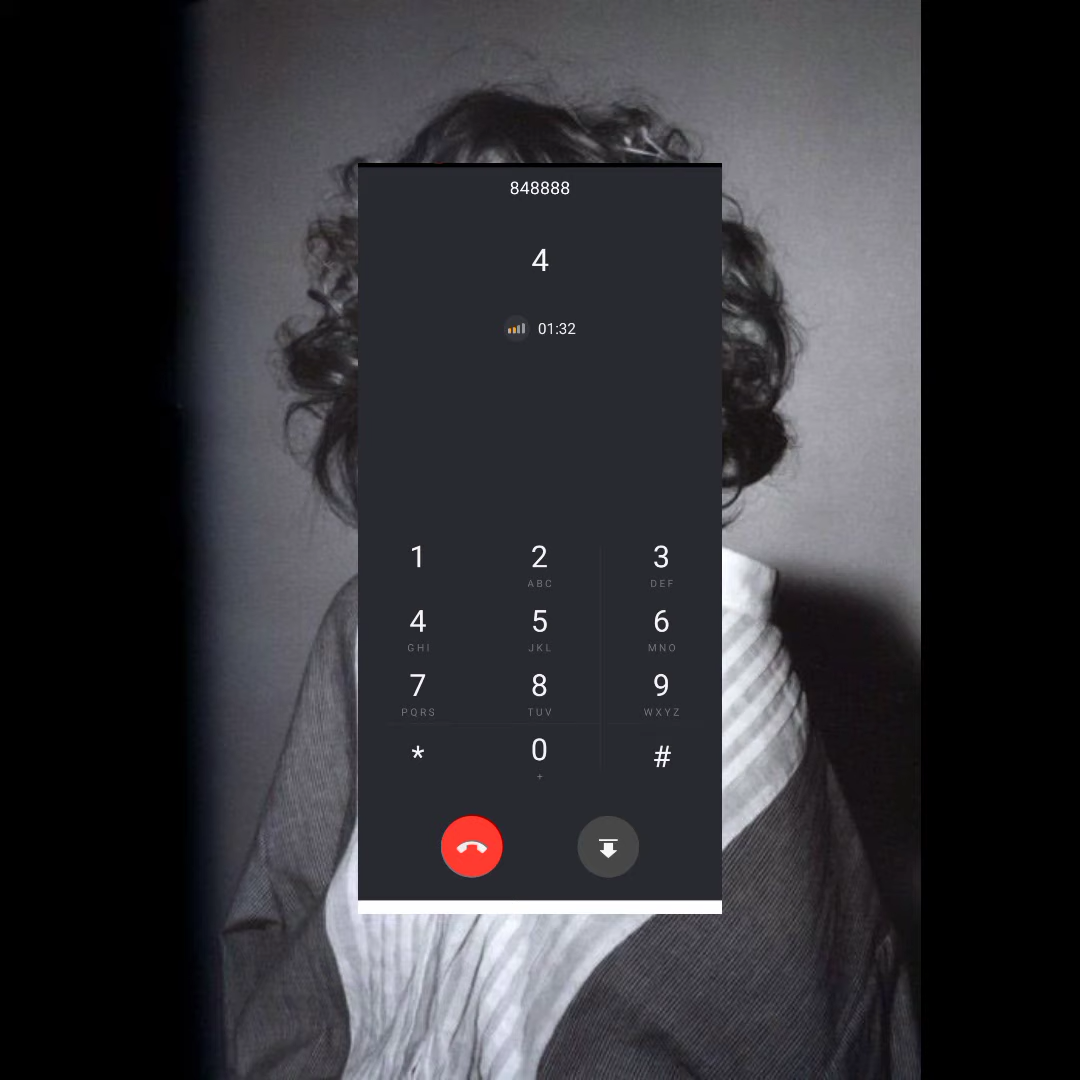 848888
4
01:32
1 2 3
ABC DEF
4 5 6
GHI JKL MNO
7 8 9
PQRS TUV WXYZ
* 0 #
+